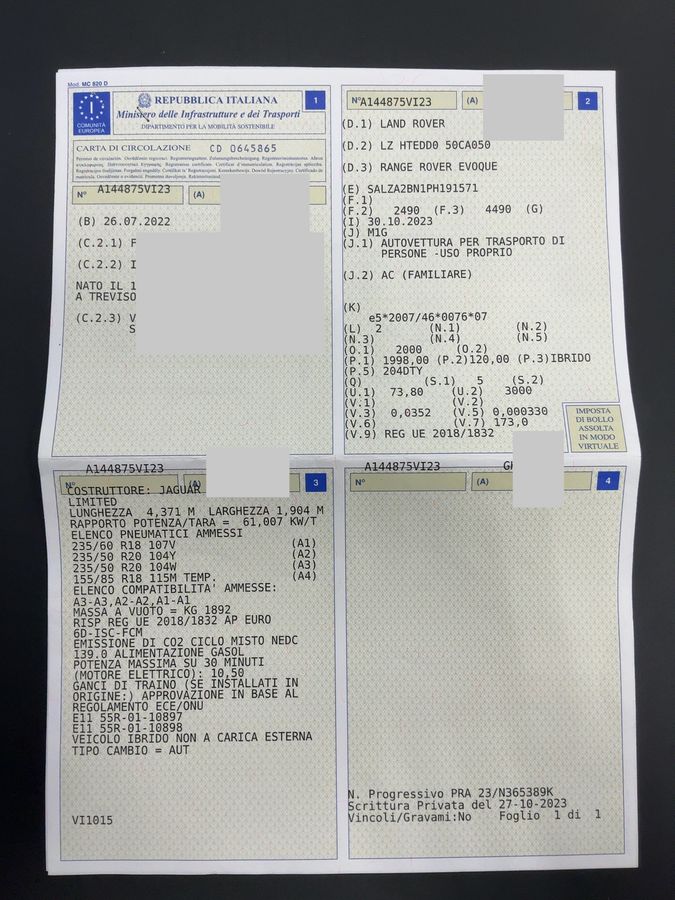 Mod. MC 820 D
COMUNITÀ
EUROPEA
REPUBBLICA ITALIANA
1
Ministero delle Infrastrutture e dei Trasporti
DIPARTIMENTO PER LA MOBILITÀ SOSTENIBILE
CARTA DI CIRCOLAZIONE CD 0645865
N° A144875VI23 (A)
(B) 26.07.2022
(C.2.1) F
(C.2.2) I
NATO IL 1
A TREVISO
(C.2.3) V
S
N° A144875VI23 (A)
2
(D.1) LAND ROVER
(D.2) LZ HTEDD0 50CA050
(D.3) RANGE ROVER EVOQUE
(E) SALZA2BN1PH191571
(F.1)
(F.2) 2490 (F.3) 4490 (G)
(I) 30.10.2023
(J) M1G
(J.1) AUTOVETTURA PER TRASPORTO DI
PERSONE -USO PROPRIO
(J.2) AC (FAMILIARE)
(K)
e5*2007/46*0076*07
(L) 2 (N.1) (N.2)
(N.3) (N.4) (N.5)
(O.1) 2000 (O.2)
(P.1) 1998,00 (P.2)120,00 (P.3)IBRIDO
(P.5) 204DTY
(Q) (S.1) 5 (S.2)
(U.1) 73,80 (U.2) 3000
(V.1) (V.2)
(V.3) 0,0352 (V.5) 0,000330
(V.6) (V.7) 173,0
(V.9) REG UE 2018/1832
IMPOSTA
DI BOLLO
ASSOLTA
IN MODO
VIRTUALE
A144875VI23
N° (A)
3
COSTRUTTORE: JAGUAR
LIMITED
LUNGHEZZA 4,371 M LARGHEZZA 1,904 M
RAPPORTO POTENZA/TARA = 61,007 KW/T
ELENCO PNEUMATICI AMMESSI
235/60 R18 107V (A1)
235/50 R20 104Y (A2)
235/50 R20 104W (A3)
155/85 R18 115M TEMP. (A4)
ELENCO COMPATIBILITA' AMMESSE:
A3-A3,A2-A2,A1-A1
MASSA A VUOTO = KG 1892
RISP REG UE 2018/1832 AP EURO
6D-ISC-FCM
EMISSIONE DI CO2 CICLO MISTO NEDC
139.0 ALIMENTAZIONE GASOL
POTENZA MASSIMA SU 30 MINUTI
(MOTORE ELETTRICO): 10,50
GANCI DI TRAINO (SE INSTALLATI IN
ORIGINE:) APPROVAZIONE IN BASE AL
REGOLAMENTO ECE/ONU
E11 55R-01-10897
E11 55R-01-10898
VEICOLO IBRIDO NON A CARICA ESTERNA
TIPO CAMBIO = AUT
VI1015
A144875VI23
N° (A)
4
N. Progressivo PRA 23/N365389K
Scrittura Privata del 27-10-2023
Vincoli/Gravami:No Foglio 1 di 1